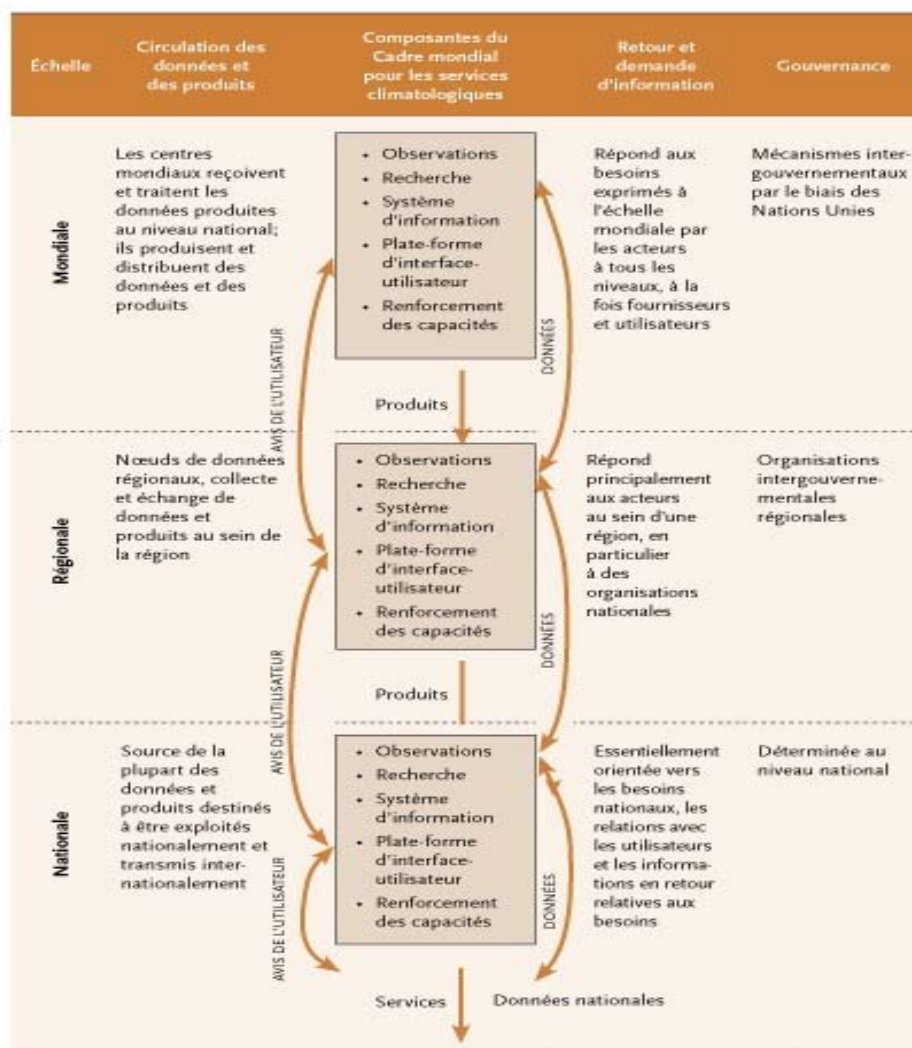 Échelle
Circulation des
données et
des produits
Composantes du
Cadre mondial
pour les services
climatologiques
Retour et
demande
d'information
Gouvernance
Mondiale
Les centres
mondiaux reçoivent
et traitent les
données produites
au niveau national;
ils produisent et
distribuent des
données et des
produits
• Observations
• Recherche
• Système
d'information
• Plate-forme
d'interface-
utilisateur
• Renforcement
des capacités
Répond aux
besoins
exprimés à
l'échelle
mondiale par
les acteurs
à tous les
niveaux, à la
fois fournisseurs
et utilisateurs
Mécanismes inter-
gouvernementaux
par le biais des
Nations Unies
AVIS DE L'UTILISATEUR
DONNÉES
Produits
Régionale
Nœuds de données
régionaux, collecte
et échange de
données et
produits au sein de
la région
• Observations
• Recherche
• Système
d'information
• Plate-forme
d'interface-
utilisateur
• Renforcement
des capacités
Répond
principalement
aux acteurs
au sein d'une
région, en
particulier
à des
organisations
nationales
Organisations
intergouverne-
mentales
régionales
AVIS DE L'UTILISATEUR
DONNÉES
Produits
Nationale
Source de la
plupart des
données et
produits destinés
à être exploités
nationalement et
transmis inter-
nationalement
• Observations
• Recherche
• Système
d'information
• Plate-forme
d'interface-
utilisateur
• Renforcement
des capacités
Essentiellement
orientée vers
les besoins
nationaux, les
relations avec
les utilisateurs
et les informa-
tions en retour
relatives aux
besoins
Déterminée au
niveau national
AVIS DE L'UTILISATEUR
DONNÉES
Services
Données nationales